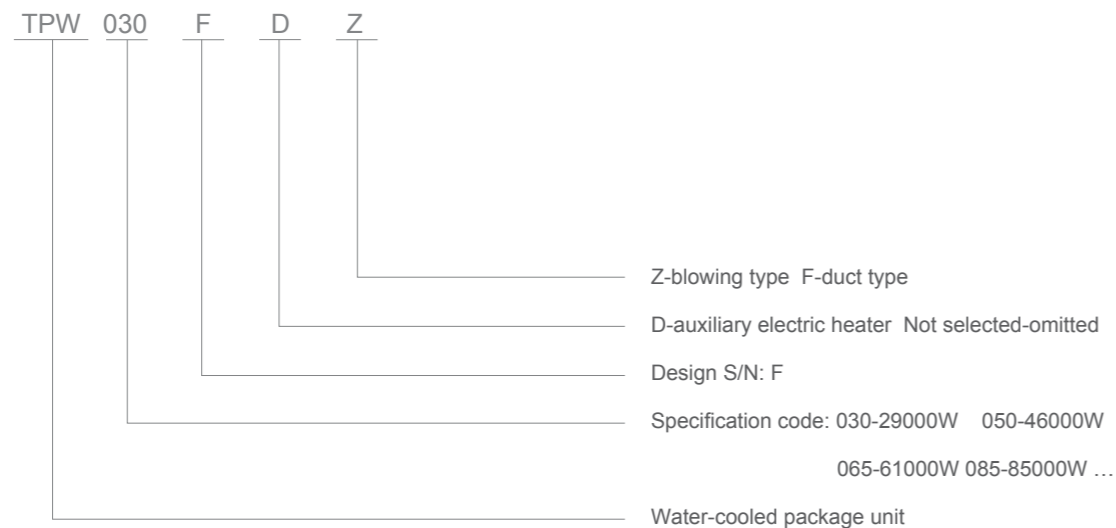 TPW 030 F D Z
Z-blowing type F-duct type
D-auxiliary electric heater Not selected-omitted
Design S/N: F
Specification code: 030-29000W 050-46000W
065-61000W 085-85000W …
Water-cooled package unit